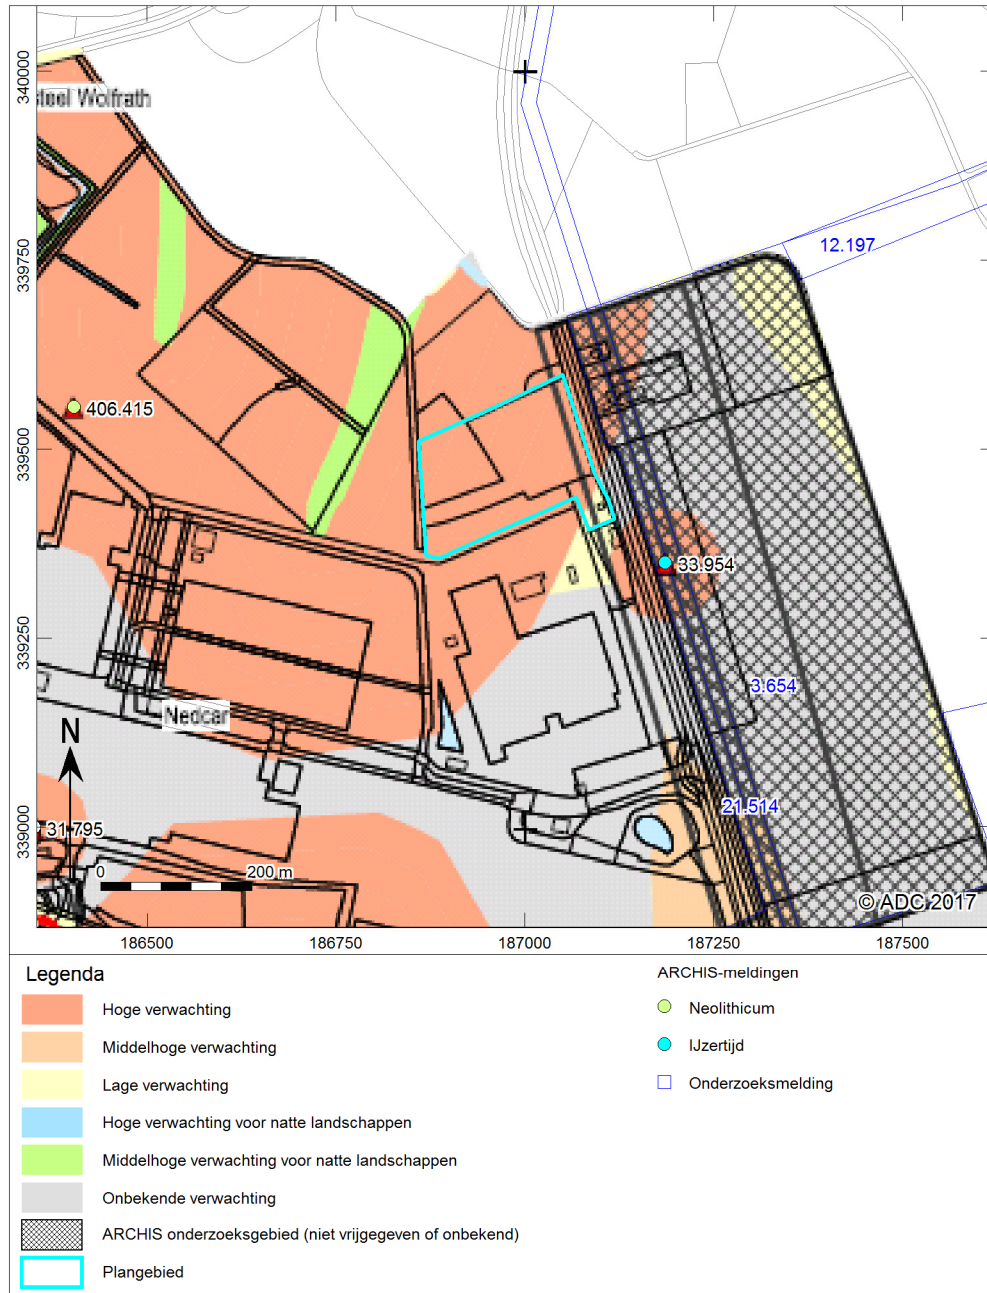 340000
steel Wolfrath
12.197
339750
406.415
339500
33.954
339250
3.654
Nedcar
N
21.514
31.795
339000
0 200 m
© ADC 2017
186500 186750 187000 187250 187500
Legenda
Hoge verwachting
Middelhoge verwachting
Lage verwachting
Hoge verwachting voor natte landschappen
Middelhoge verwachting voor natte landschappen
Onbekende verwachting
ARCHIS onderzoeksgebied (niet vrijgegeven of onbekend)
Plangebied
ARCHIS-meldingen
Neolithicum
IJzertijd
Onderzoeksmelding